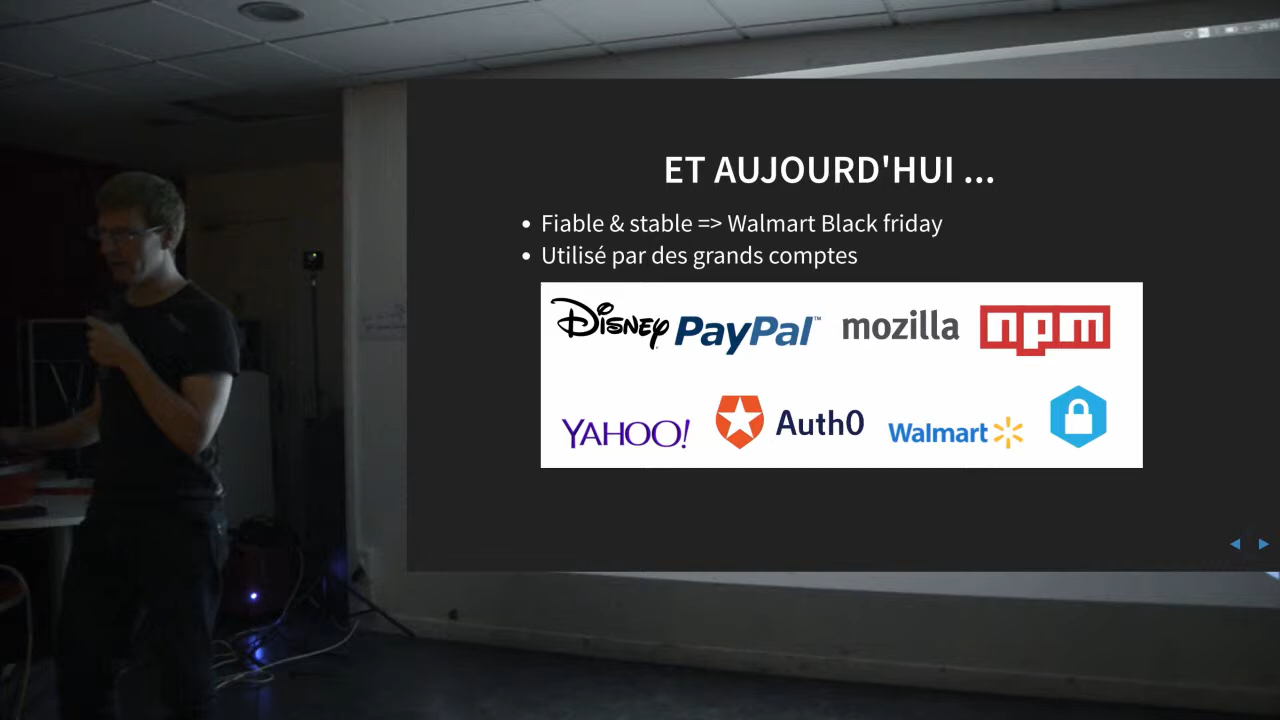 ET AUJOURD'HUI ...
Fiable & stable => Walmart Black friday
Utilisé par des grands comptes
Disney PayPal™ mozilla npm
YAHOO! Auth0 Walmart